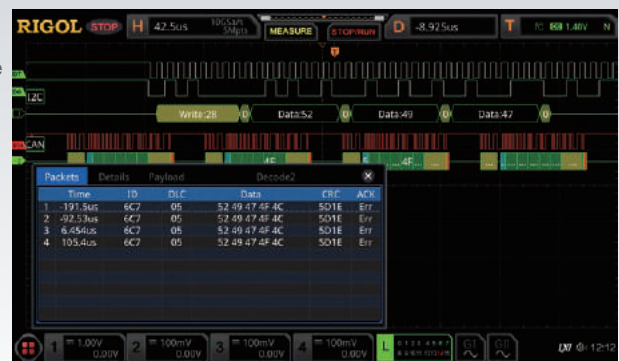 RIGOL STOP H 42.5us 5Mpts MEASURE STOP/RUN D -8.925us T 1.40V N
I2C
Write:28 Data:52 Data:49 Data:47
CAN
4F
Packets Details Payload Decode2
Time ID DLC Data CRC ACK
1 -191.5us 6C7 05 52 49 47 4F 4C 5D1E Err
2 -92.53us 6C7 05 52 49 47 4F 4C 5D1E Err
3 6.454us 6C7 05 52 49 47 4F 4C 5D1E Err
4 105.4us 6C7 05 52 49 47 4F 4C 5D1E Err
1 1.00V 2 100mV 3 100mV 4 100mV L GI GII LXI 12:12
0.00V 0.00V 0.00V 0.00V